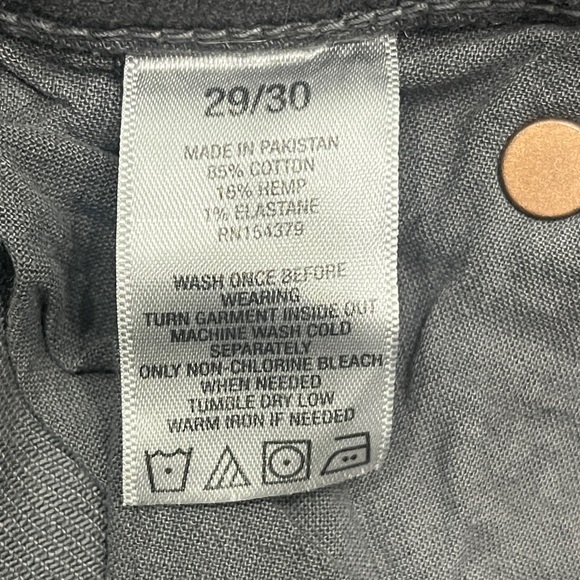 29/30
MADE IN PAKISTAN
85% COTTON
16% HEMP
1% ELASTANE
RN154379
WASH ONCE BEFORE
WEARING
TURN GARMENT INSIDE OUT
MACHINE WASH COLD
SEPARATELY
ONLY NON-CHLORINE BLEACH
WHEN NEEDED
TUMBLE DRY LOW
WARM IRON IF NEEDED